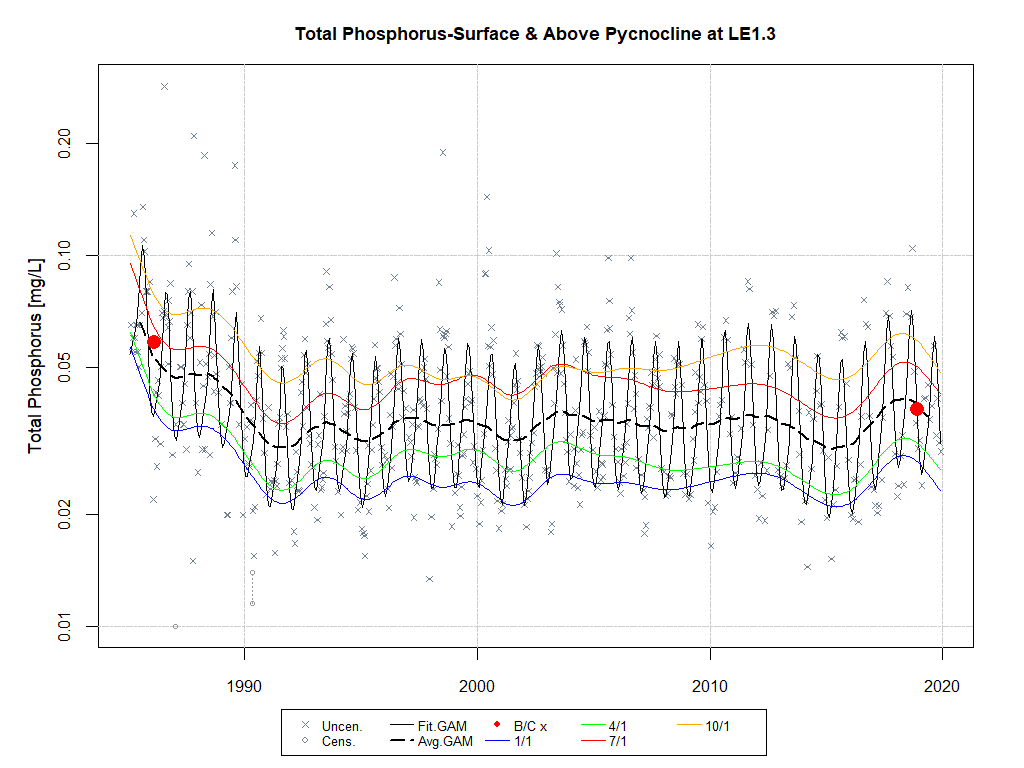 Total Phosphorus-Surface & Above Pycnocline at LE1.3
Total Phosphorus [mg/L]
0.20
0.10
0.05
0.02
0.01
1990 2000 2010 2020
Uncen. Fit.GAM B/C x 4/1 10/1
Cens. Avg.GAM 1/1 7/1